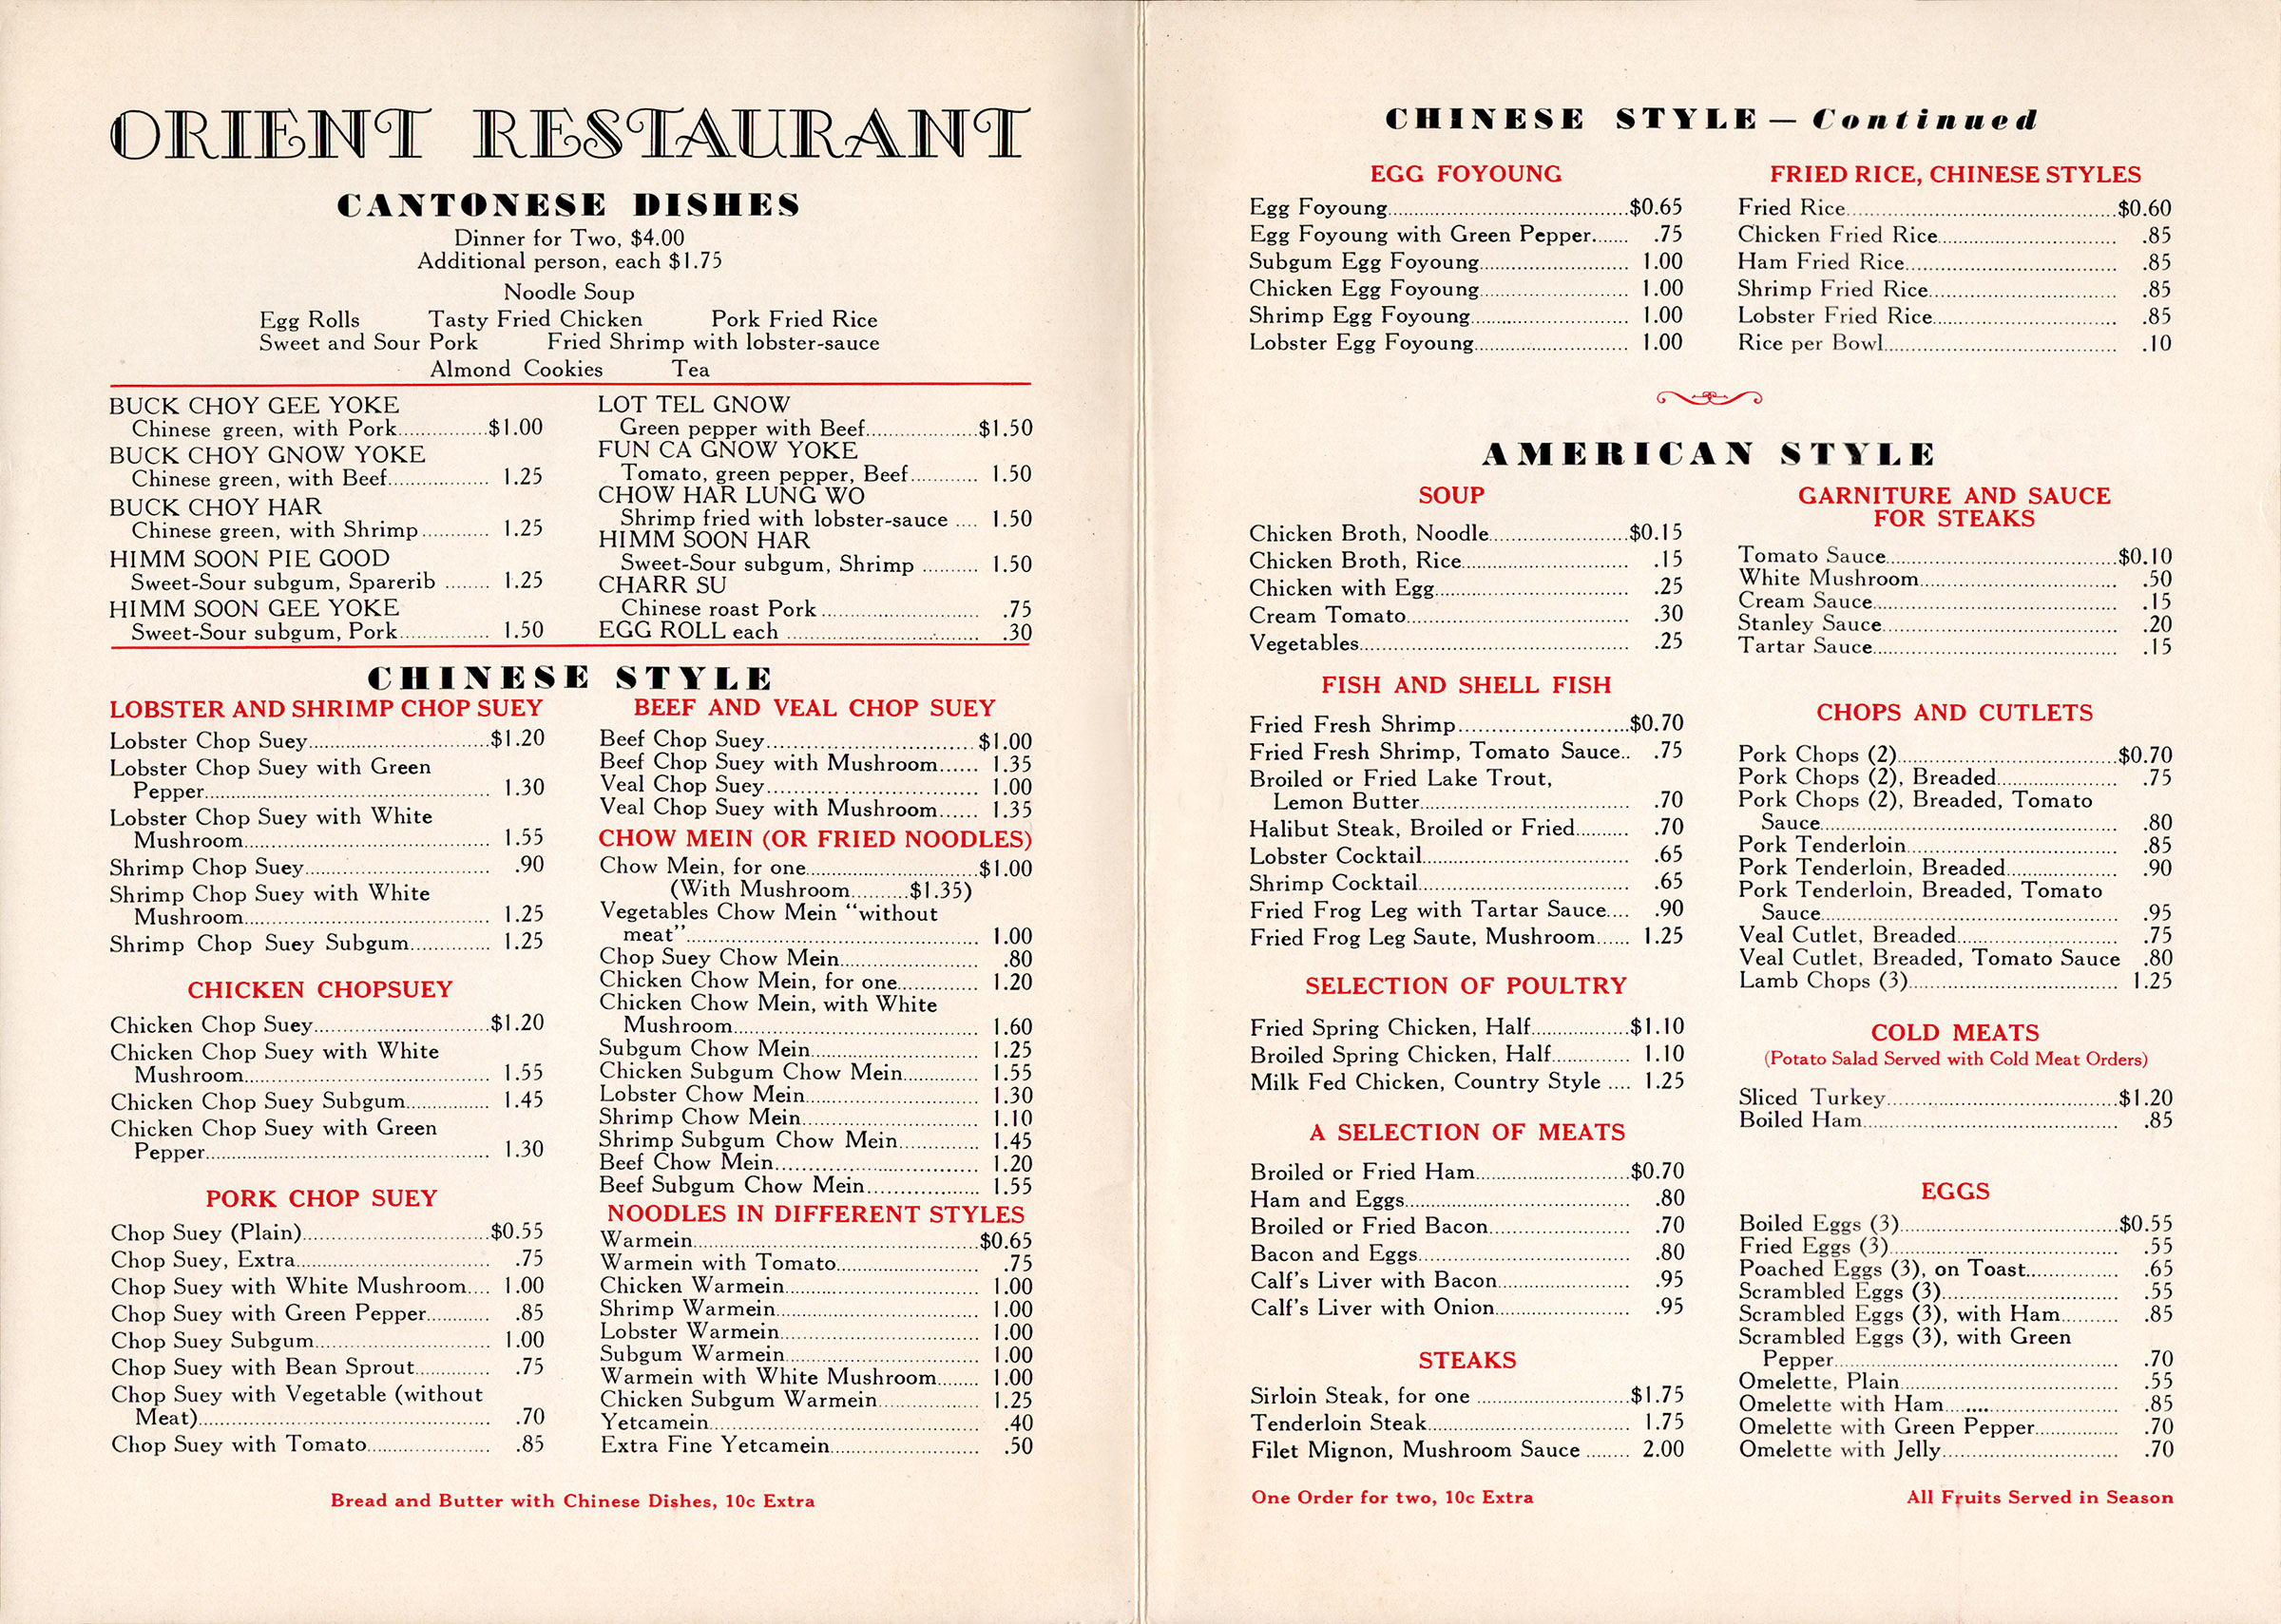 ORIENT RESTAURANT
CANTONESE DISHES
Dinner for Two, $4.00
Additional person, each $1.75
Noodle Soup
Egg Rolls Tasty Fried Chicken Pork Fried Rice
Sweet and Sour Pork Fried Shrimp with lobster-sauce
Almond Cookies Tea
BUCK CHOY GEE YOKE
Chinese green, with Pork $1.00
BUCK CHOY GNOW YOKE
Chinese green, with Beef 1.25
BUCK CHOY HAR
Chinese green, with Shrimp 1.25
HIMM SOON PIE GOOD
Sweet-Sour subgum, Sparerib 1.25
HIMM SOON GEE YOKE
Sweet-Sour subgum, Pork 1.50
LOT TEL GNOW
Green pepper with Beef $1.50
FUN CA GNOW YOKE
Tomato, green pepper, Beef 1.50
CHOW HAR LUNG WO
Shrimp fried with lobster-sauce 1.50
HIMM SOON HAR
Sweet-Sour subgum, Shrimp 1.50
CHARR SU
Chinese roast Pork .75
EGG ROLL each .30
CHINESE STYLE
LOBSTER AND SHRIMP CHOP SUEY
Lobster Chop Suey $1.20
Lobster Chop Suey with Green
Pepper 1.30
Lobster Chop Suey with White
Mushroom 1.55
Shrimp Chop Suey .90
Shrimp Chop Suey with White
Mushroom 1.25
Shrimp Chop Suey Subgum 1.25
CHICKEN CHOPSUEY
Chicken Chop Suey $1.20
Chicken Chop Suey with White
Mushroom 1.55
Chicken Chop Suey Subgum 1.45
Chicken Chop Suey with Green
Pepper 1.30
PORK CHOP SUEY
Chop Suey (Plain) $0.55
Chop Suey, Extra .75
Chop Suey with White Mushroom 1.00
Chop Suey with Green Pepper .85
Chop Suey Subgum 1.00
Chop Suey with Bean Sprout .75
Chop Suey with Vegetable (without
Meat) .70
Chop Suey with Tomato .85
BEEF AND VEAL CHOP SUEY
Beef Chop Suey $1.00
Beef Chop Suey with Mushroom 1.35
Veal Chop Suey 1.00
Veal Chop Suey with Mushroom 1.35
CHOW MEIN (OR FRIED NOODLES)
Chow Mein, for one $1.00
(With Mushroom $1.35)
Vegetables Chow Mein "without
meat" 1.00
Chop Suey Chow Mein .80
Chicken Chow Mein, for one 1.20
Chicken Chow Mein, with White
Mushroom 1.60
Subgum Chow Mein 1.25
Chicken Subgum Chow Mein 1.55
Lobster Chow Mein 1.30
Shrimp Chow Mein 1.10
Shrimp Subgum Chow Mein 1.45
Beef Chow Mein 1.20
Beef Subgum Chow Mein 1.55
NOODLES IN DIFFERENT STYLES
Warmein $0.65
Warmein with Tomato .75
Chicken Warmein 1.00
Shrimp Warmein 1.00
Lobster Warmein 1.00
Subgum Warmein 1.00
Warmein with White Mushroom 1.00
Chicken Subgum Warmein 1.25
Yetcamein .40
Extra Fine Yetcamein .50
Bread and Butter with Chinese Dishes, 10c Extra
CHINESE STYLE — Continued
EGG FOYOUNG
Egg Foyoung $0.65
Egg Foyoung with Green Pepper .75
Subgum Egg Foyoung 1.00
Chicken Egg Foyoung 1.00
Shrimp Egg Foyoung 1.00
Lobster Egg Foyoung 1.00
FRIED RICE, CHINESE STYLES
Fried Rice $0.60
Chicken Fried Rice .85
Ham Fried Rice .85
Shrimp Fried Rice .85
Lobster Fried Rice .85
Rice per Bowl .10
AMERICAN STYLE
SOUP
Chicken Broth, Noodle $0.15
Chicken Broth, Rice .15
Chicken with Egg .25
Cream Tomato .30
Vegetables .25
FISH AND SHELL FISH
Fried Fresh Shrimp $0.70
Fried Fresh Shrimp, Tomato Sauce .75
Broiled or Fried Lake Trout,
Lemon Butter .70
Halibut Steak, Broiled or Fried .70
Lobster Cocktail .65
Shrimp Cocktail .65
Fried Frog Leg with Tartar Sauce .90
Fried Frog Leg Saute, Mushroom 1.25
SELECTION OF POULTRY
Fried Spring Chicken, Half $1.10
Broiled Spring Chicken, Half 1.10
Milk Fed Chicken, Country Style 1.25
A SELECTION OF MEATS
Broiled or Fried Ham $0.70
Ham and Eggs .80
Broiled or Fried Bacon .70
Bacon and Eggs .80
Calf's Liver with Bacon .95
Calf's Liver with Onion .95
STEAKS
Sirloin Steak, for one $1.75
Tenderloin Steak 1.75
Filet Mignon, Mushroom Sauce 2.00
One Order for two, 10c Extra
GARNITURE AND SAUCE
FOR STEAKS
Tomato Sauce $0.10
White Mushroom .50
Cream Sauce .15
Stanley Sauce .20
Tartar Sauce .15
CHOPS AND CUTLETS
Pork Chops (2) $0.70
Pork Chops (2), Breaded .75
Pork Chops (2), Breaded, Tomato
Sauce .80
Pork Tenderloin .85
Pork Tenderloin, Breaded .90
Pork Tenderloin, Breaded, Tomato
Sauce .95
Veal Cutlet, Breaded .75
Veal Cutlet, Breaded, Tomato Sauce .80
Lamb Chops (3) 1.25
COLD MEATS
(Potato Salad Served with Cold Meat Orders)
Sliced Turkey $1.20
Boiled Ham .85
EGGS
Boiled Eggs (3) $0.55
Fried Eggs (3) .55
Poached Eggs (3), on Toast .65
Scrambled Eggs (3) .55
Scrambled Eggs (3), with Ham .85
Scrambled Eggs (3), with Green
Pepper .70
Omelette, Plain .55
Omelette with Ham .85
Omelette with Green Pepper .70
Omelette with Jelly .70
All Fruits Served in Season